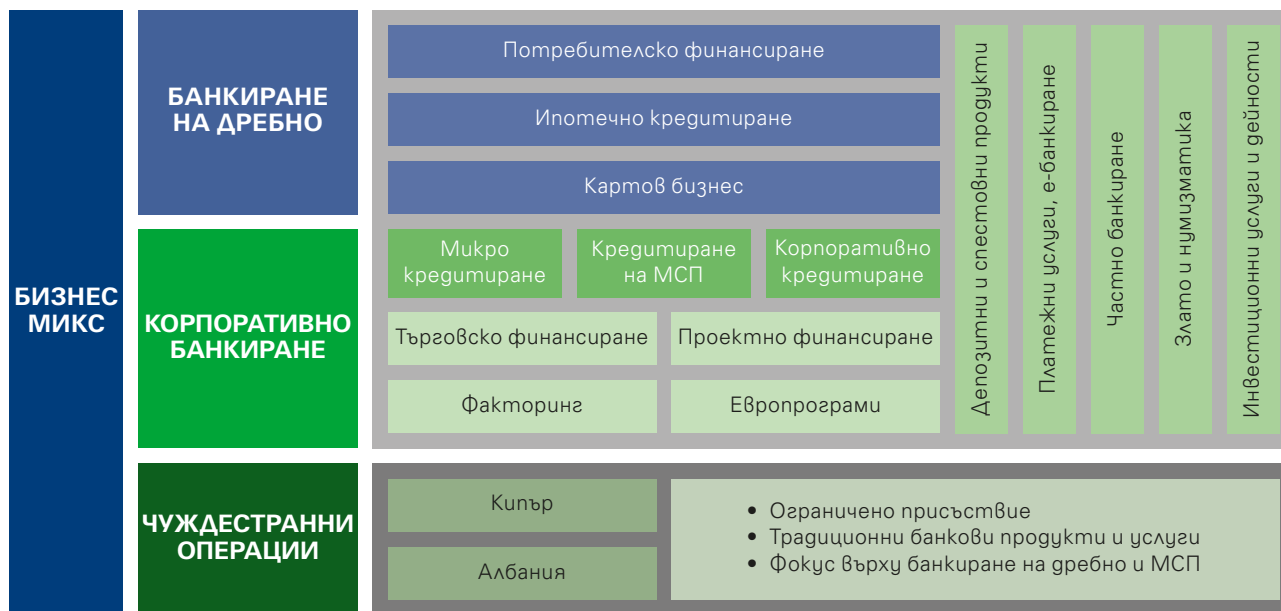 БИЗНЕС
МИКС
БАНКИРАНЕ
НА ДРЕБНО
Потребителско финансиране
Ипотечно кредитиране
Картов бизнес
КОРПОРАТИВНО
БАНКИРАНЕ
Микро
кредитиране
Кредитиране
на МСП
Корпоративно
кредитиране
Търговско финансиране
Проектно финансиране
Факторинг
Европрограми
Депозитни и спестовни продукти
Платежни услуги, е-банкиране
Частно банкиране
Злато и нумизматика
Инвестиционни услуги и дейности
ЧУЖДЕСТРАННИ
ОПЕРАЦИИ
Кипър
Албания
• Ограничено присъствие
• Традиционни банкови продукти и услуги
• Фокус върху банкиране на дребно и МСП